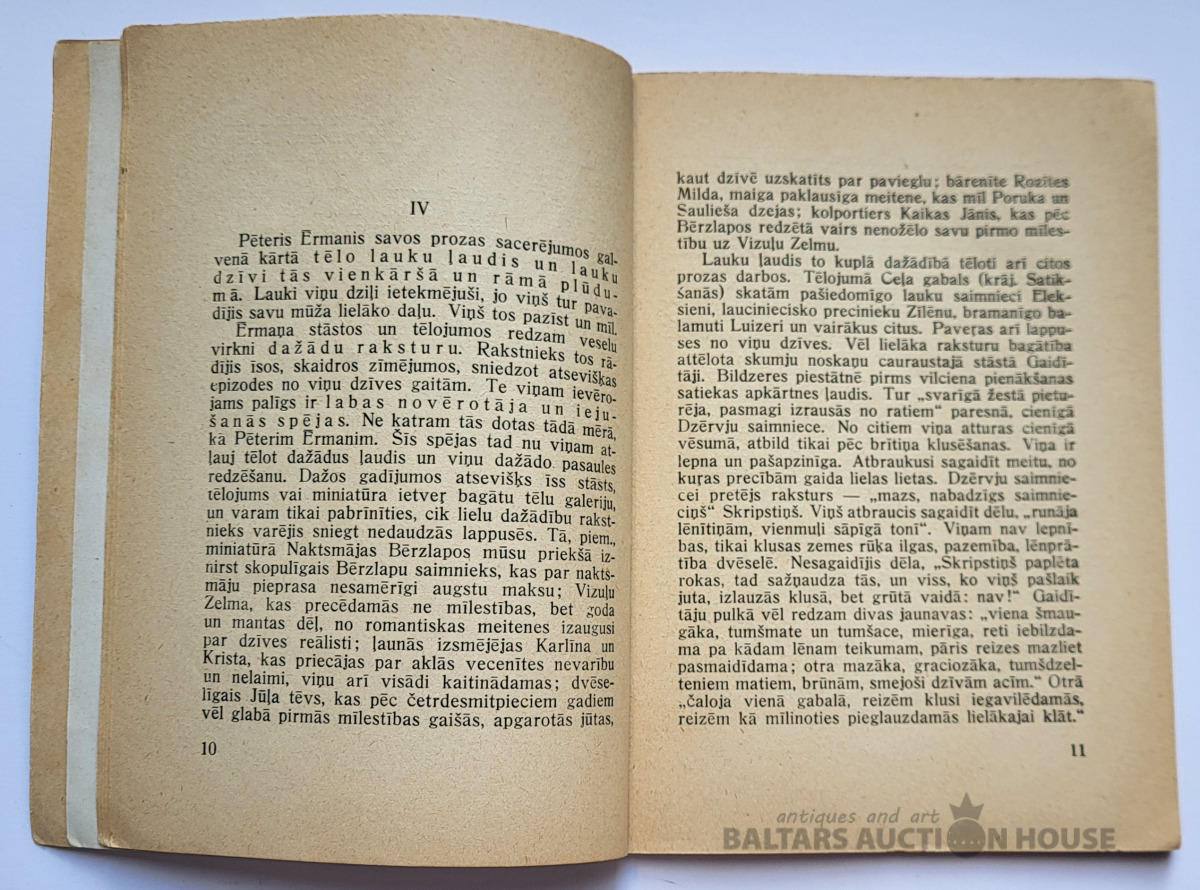 IV
Pēteris Ērmanis savos prozas sacerējumos gal-
venā kārtā tēlo lauku ļaudis un lauku
dzīvi tās vienkāršā un rāmā plūdu-
mā. Lauki viņu dziļi ietekmējuši, jo viņš tur pava-
dījis savu mūža lielāko daļu. Viņš tos pazīst un mīl.
Ērmaņa stāstos un tēlojumos redzam veselu
virkni dažādu raksturu. Rakstnieks tos rā-
dījis īsos, skaidros zīmējumos, sniedzot atsevišķas
epizodes no viņu dzīves gaitām. Te viņam ievēro-
jams palīgs ir labas novērotāja un ieju-
šanās spējas. Ne katram tās dotas tādā mērā,
kā Pēterim Ērmanim. Šīs spējas tad nu viņam at-
ļauj tēlot dažādus ļaudis un viņu dažādo pasaules
redzēšanu. Dažos gadījumos atsevišķs īss stāsts,
tēlojums vai miniatūra ietveŗ bagātu tēlu galeriju,
un varam tikai pabrīnīties, cik lielu dažādību rakst-
nieks varējis sniegt nedaudzās lappusēs. Tā, piem.,
miniatūrā Naktsmājas Bērzlapos mūsu priekšā iz-
nirst skopulīgais Bērzlapu saimnieks, kas par nakts-
māju pieprasa nesamērīgi augstu maksu; Vizuļu
Zelma, kas precēdamās ne mīlestības, bet goda
un mantas dēļ, no romantiskas meitenes izaugusi
par dzīves reālisti; ļaunās izsmējējas Karlīna un
Krista, kas priecājas par aklās vecenītes nevarību
un nelaimi, viņu arī visādi kaitinādamas; dvēse-
līgais Jūļa tēvs, kas pēc četrdesmitpieciem gadiem
vēl glabā pirmās mīlestības gaišās, apgarotās jūtas,
10
kaut dzīvē uzskatīts par pavieglu; bārenīte Rozītes
Milda, maiga paklausīga meitene, kas mīl Poruka un
Saulieša dzejas; kolportiers Kaikas Jānis, kas pēc
Bērzlapos redzētā vairs nenožēlo savu pirmo mīles-
tību uz Vizuļu Zelmu.
Lauku ļaudis to kuplā dažādībā tēloti arī citos
prozas darbos. Tēlojumā Ceļa gabals (krāj. Satik-
šanās) skatām pašiedomīgo lauku saimnieci Elek-
sieni, lauciniecisko precinieku Zīlēnu, bramanīgo ba-
lamuti Luizeri un vairākus citus. Paveŗas arī lappu-
ses no viņu dzīves. Vēl lielāka raksturu bagātība
attēlota skumju noskaņu cauraustajā stāstā Gaidī-
tāji. Bildzeres piestātnē pirms vilciena pienākšanas
satiekas apkārtnes ļaudis. Tur „svarīgā žestā pietu-
rēja, pasmagi izrausās no ratiem“ paresnā, cienīgā
Dzērvju saimniece. No citiem viņa atturas cienīgā
vēsumā, atbild tikai pēc brītiņa klusēšanas. Viņa ir
lepna un pašapzinīga. Atbraukusi sagaidīt meitu, no
kuŗas precībām gaida lielas lietas. Dzērvju saimnie-
cei pretējs raksturs — „mazs, nabadzīgs saimnie-
ciņš“ Skripstiņš. Viņš atbraucis sagaidīt dēlu, „runāja
lēnītiņām, vienmuļi sāpīgā tonī“. Viņam nav lepnī-
bas, tikai klusas zemes rūķa ilgas, pazemība, lēnprā-
tība dvēselē. Nesagaidījis dēla, „Skripstiņš paplēta
rokas, tad sažņaudza tās, un viss, ko viņš pašlaik
juta, izlauzās klusā, bet grūtā vaidā: nav!“ Gaidī-
tāju pulkā vēl redzam divas jaunavas: „viena šmau-
gāka, tumšmate un tumšace, mierīga, reti iebilzda-
ma pa kādam lēnam teikumam, pāris reizes mazliet
pasmaidīdama; otra mazāka, graciozāka, tumšdzel-
teniem matiem, brūnām, smejoši dzīvām acīm.“ Otrā
„čaloja vienā gabalā, reizēm klusi iegavilēdamās,
reizēm kā mīlinoties pieglauzdamās lielākajai klāt.“
11
antiques and art
BALTARS AUCTION HOUSE